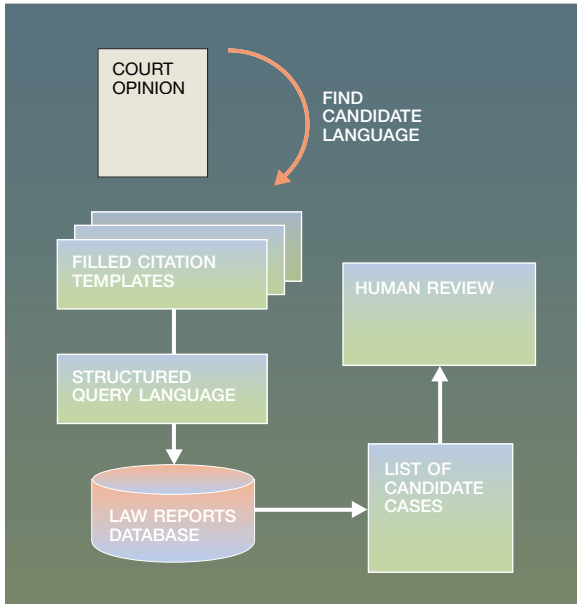 COURT
OPINION
FIND
CANDIDATE
LANGUAGE
FILLED CITATION
TEMPLATES
HUMAN REVIEW
STRUCTURED
QUERY LANGUAGE
LAW REPORTS
DATABASE
LIST OF
CANDIDATE
CASES